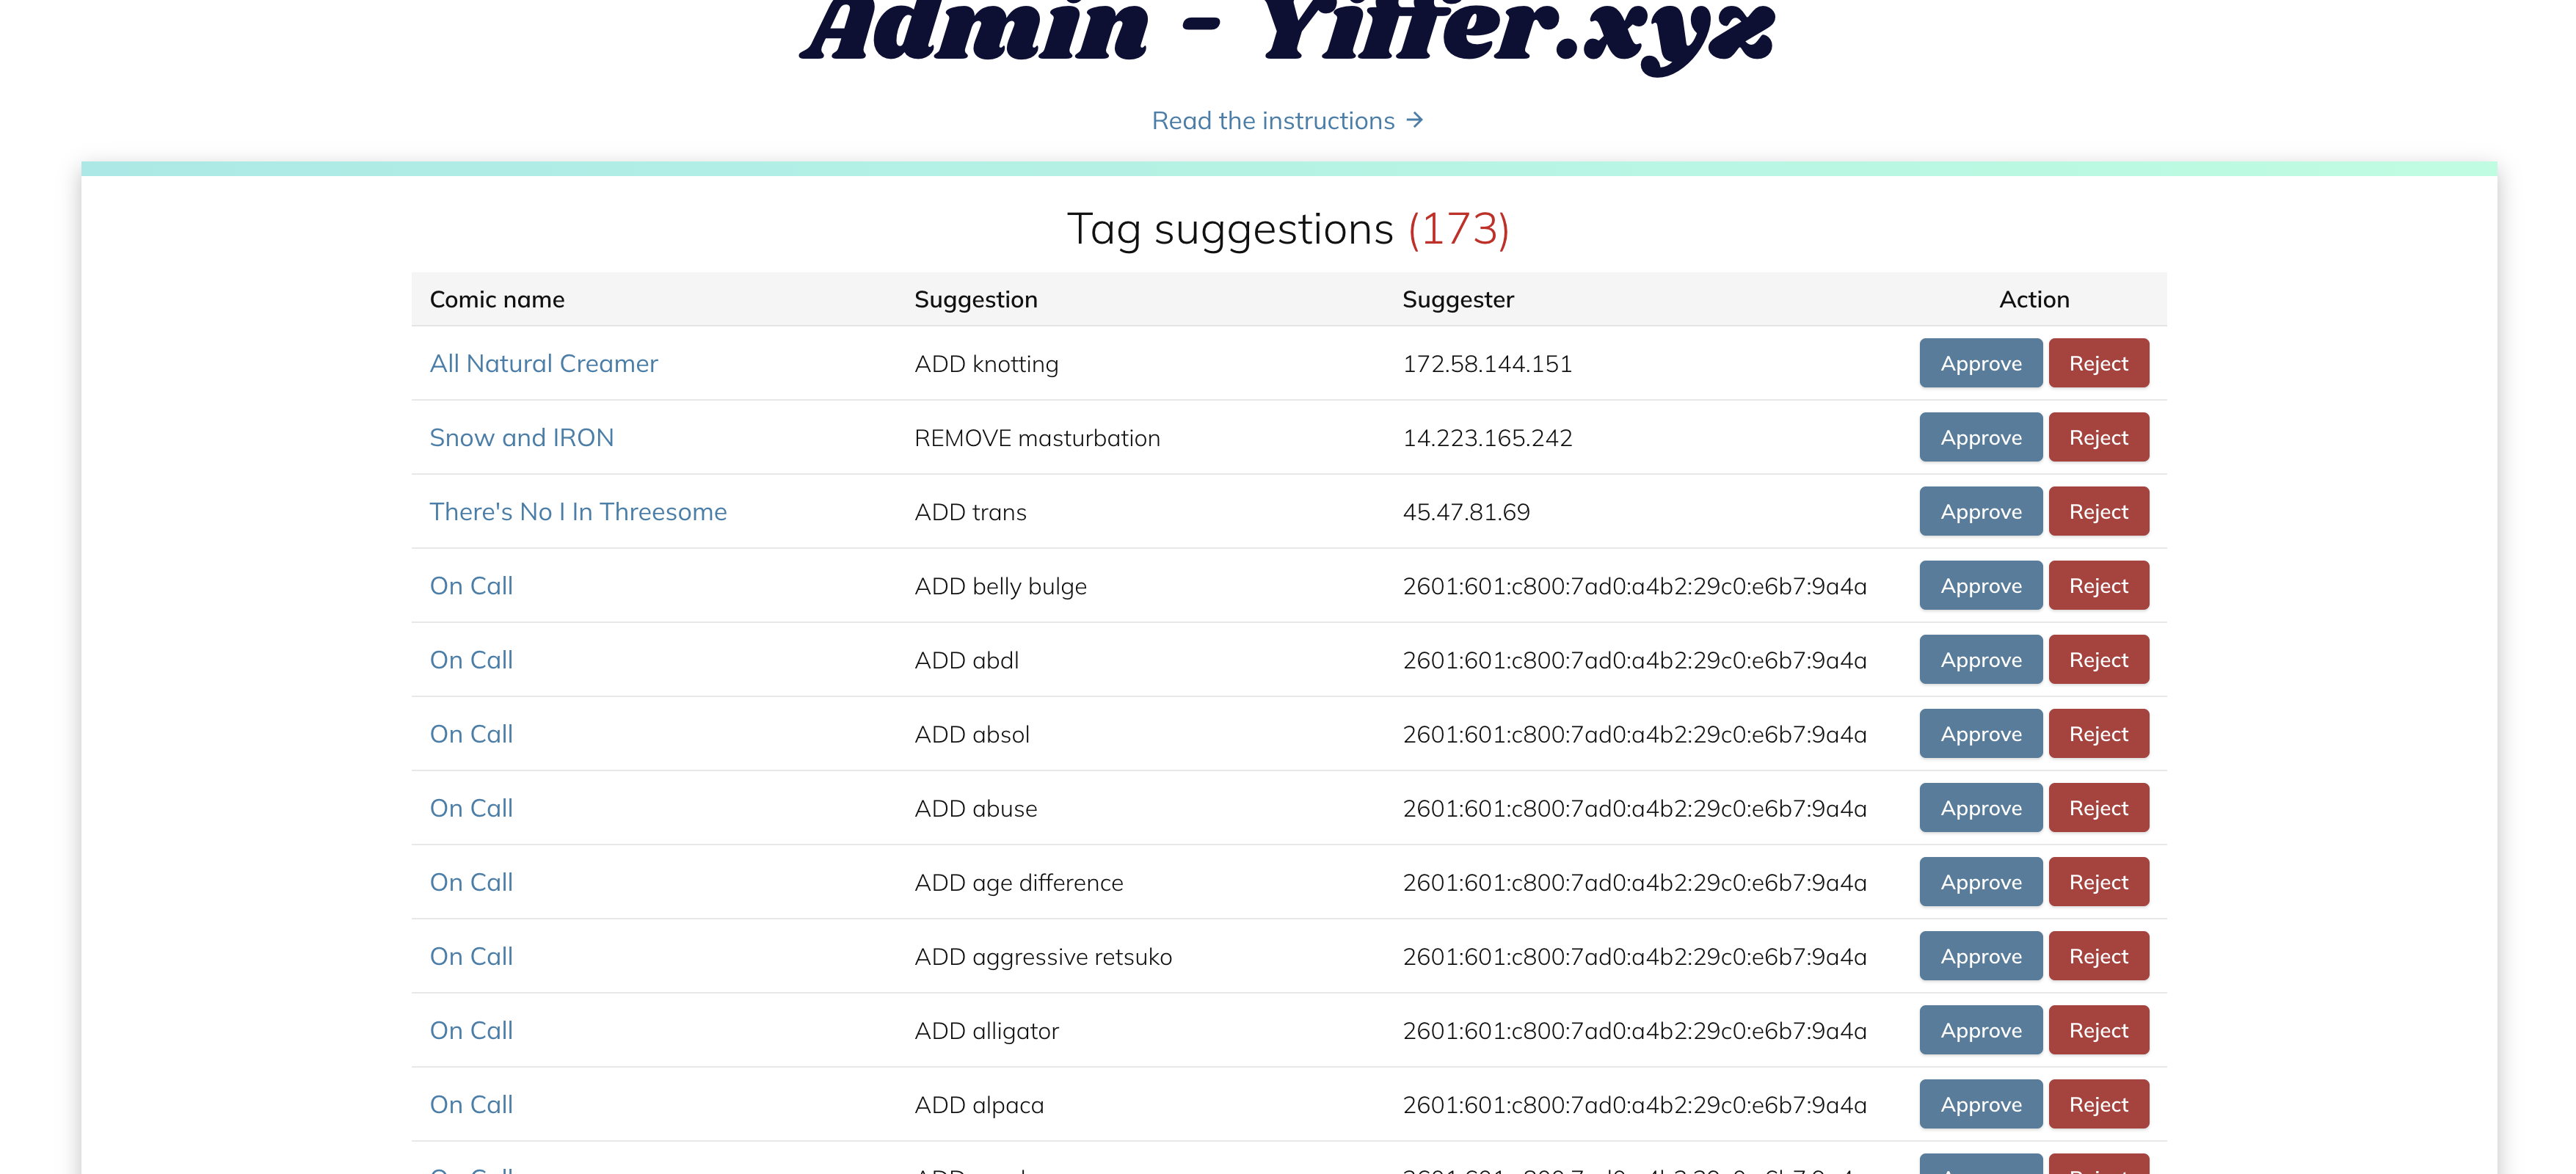 Admin - Yiffer.xyz
Read the instructions →
Tag suggestions (173)
Comic name Suggestion Suggester Action
All Natural Creamer ADD knotting 172.58.144.151 Approve Reject
Snow and IRON REMOVE masturbation 14.223.165.242 Approve Reject
There's No I In Threesome ADD trans 45.47.81.69 Approve Reject
On Call ADD belly bulge 2601:601:c800:7ad0:a4b2:29c0:e6b7:9a4a Approve Reject
On Call ADD abdl 2601:601:c800:7ad0:a4b2:29c0:e6b7:9a4a Approve Reject
On Call ADD absol 2601:601:c800:7ad0:a4b2:29c0:e6b7:9a4a Approve Reject
On Call ADD abuse 2601:601:c800:7ad0:a4b2:29c0:e6b7:9a4a Approve Reject
On Call ADD age difference 2601:601:c800:7ad0:a4b2:29c0:e6b7:9a4a Approve Reject
On Call ADD aggressive retsuko 2601:601:c800:7ad0:a4b2:29c0:e6b7:9a4a Approve Reject
On Call ADD alligator 2601:601:c800:7ad0:a4b2:29c0:e6b7:9a4a Approve Reject
On Call ADD alpaca 2601:601:c800:7ad0:a4b2:29c0:e6b7:9a4a Approve Reject